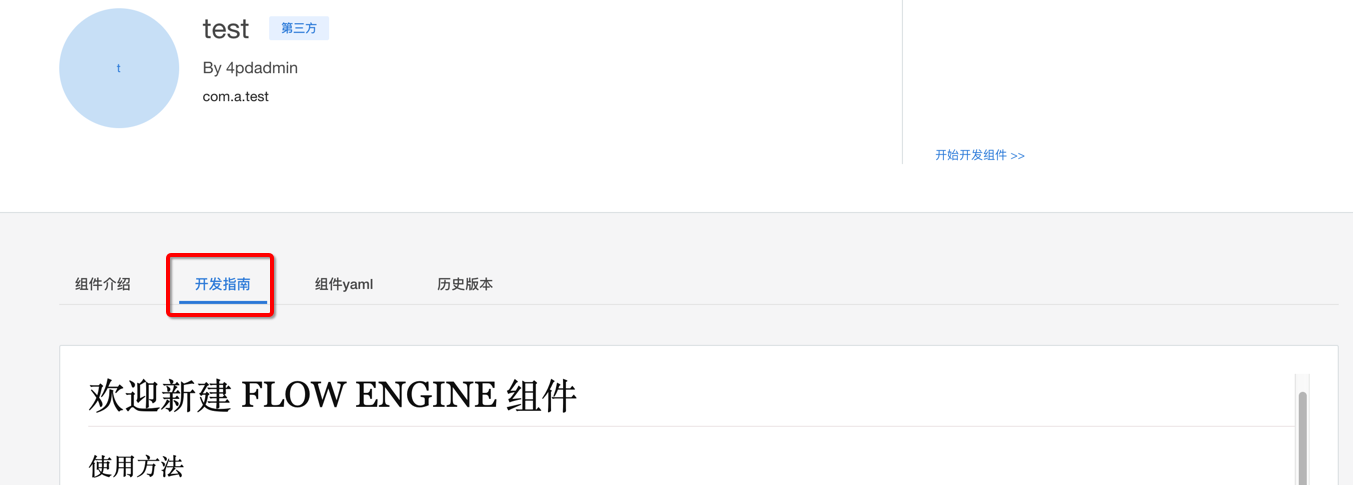 t
test 第三方
By 4pdadmin
com.a.test
开始开发组件 >>
组件介绍 开发指南 组件yaml 历史版本
欢迎新建 FLOW ENGINE 组件
使用方法